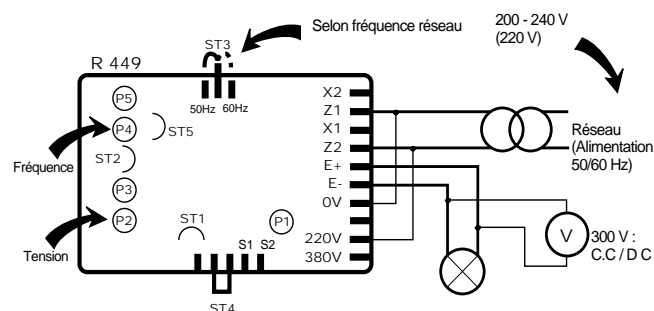 Selon fréquence réseau
200 - 240 V
(220 V)
ST3
R 449
50Hz
60Hz
P5
P4
ST5
ST2
P3
P2
ST1
P1
S1
S2
ST4
Fréquence
Tension
X2
Z1
X1
Z2
E+
E-
0V
220V
380V
Réseau
(Alimentation
50/60 Hz)
V
300 V :
C.C / D C